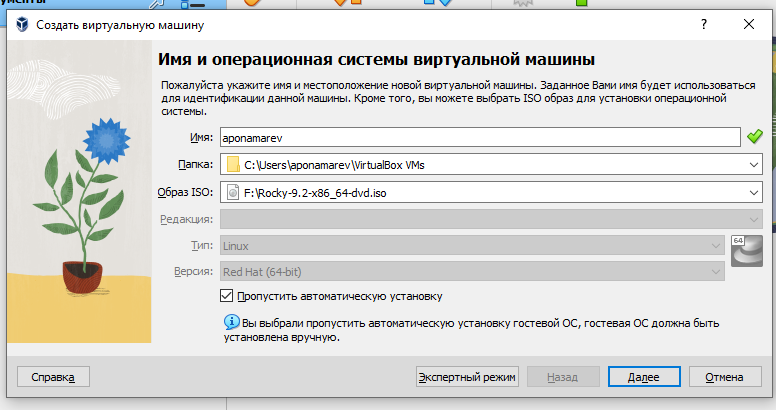 Создать виртуальную машину
Имя и операционная системы виртуальной машины
Пожалуйста укажите имя и местоположение новой виртуальной машины. Заданное Вами имя будет использоваться
для идентификации данной машины. Кроме того, вы можете выбрать ISO образ для установки операционной
системы.
Имя: aponamarev
Папка: C:\Users\aponamarev\VirtualBox VMs
Образ ISO: F:\Rocky-9.2-x86_64-dvd.iso
Редакция:
Тип: Linux
64
Версия: Red Hat (64-bit)
Пропустить автоматическую установку
Вы выбрали пропустить автоматическую установку гостевой ОС, гостевая ОС должна быть
установлена вручную.
Справка Экспертный режим Назад Далее Отмена